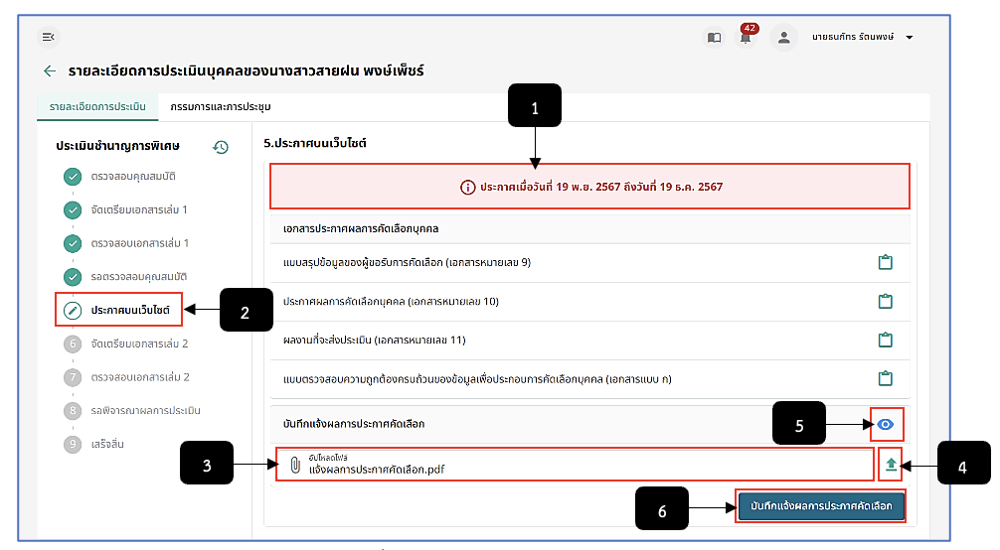 42
นายธนภัทร รัตนพงษ์
รายละเอียดการประเมินบุคคลของนางสาวสายฝน พงษ์เพ็ชร์
รายละเอียดการประเมิน
กรรมการและการประชุม
1
ประเมินชำนาญการพิเศษ
5.ประกาศบนเว็บไซต์
ตรวจสอบคุณสมบัติ
ประกาศเมื่อวันที่ 19 พ.ย. 2567 ถึงวันที่ 19 ธ.ค. 2567
จัดเตรียมเอกสารเล่ม 1
เอกสารประกาศผลการคัดเลือกบุคคล
ตรวจสอบเอกสารเล่ม 1
แบบสรุปข้อมูลของผู้ขอรับการคัดเลือก (เอกสารหมายเลข 9)
รอตรวจสอบคุณสมบัติ
ประกาศผลการคัดเลือกบุคคล (เอกสารหมายเลข 10)
ประกาศบนเว็บไซต์
2
6 จัดเตรียมเอกสารเล่ม 2
ผลงานที่จะส่งประเมิน (เอกสารหมายเลข 11)
7 ตรวจสอบเอกสารเล่ม 2
แบบตรวจสอบความถูกต้องครบถ้วนของข้อมูลเพื่อประกอบการคัดเลือกบุคคล (เอกสารแบบ ก)
8 รอพิจารณาผลการประเมิน
บันทึกแจ้งผลการประกาศคัดเลือก
5
9 เสร็จสิ้น
3
อัปโหลดไฟล์
แจ้งผลการประกาศคัดเลือก.pdf
4
6
บันทึกแจ้งผลการประกาศคัดเลือก